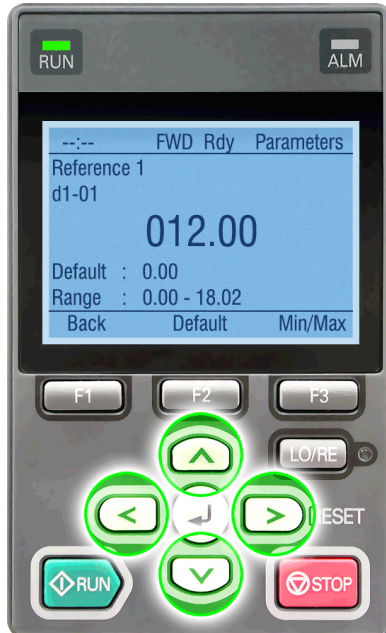 RUN
ALM
--:-- FWD Rdy Parameters
Reference 1
d1-01
012.00
Default : 0.00
Range : 0.00 - 18.02
Back Default Min/Max
F1 F2 F3
LO/RE
RESET
RUN
STOP